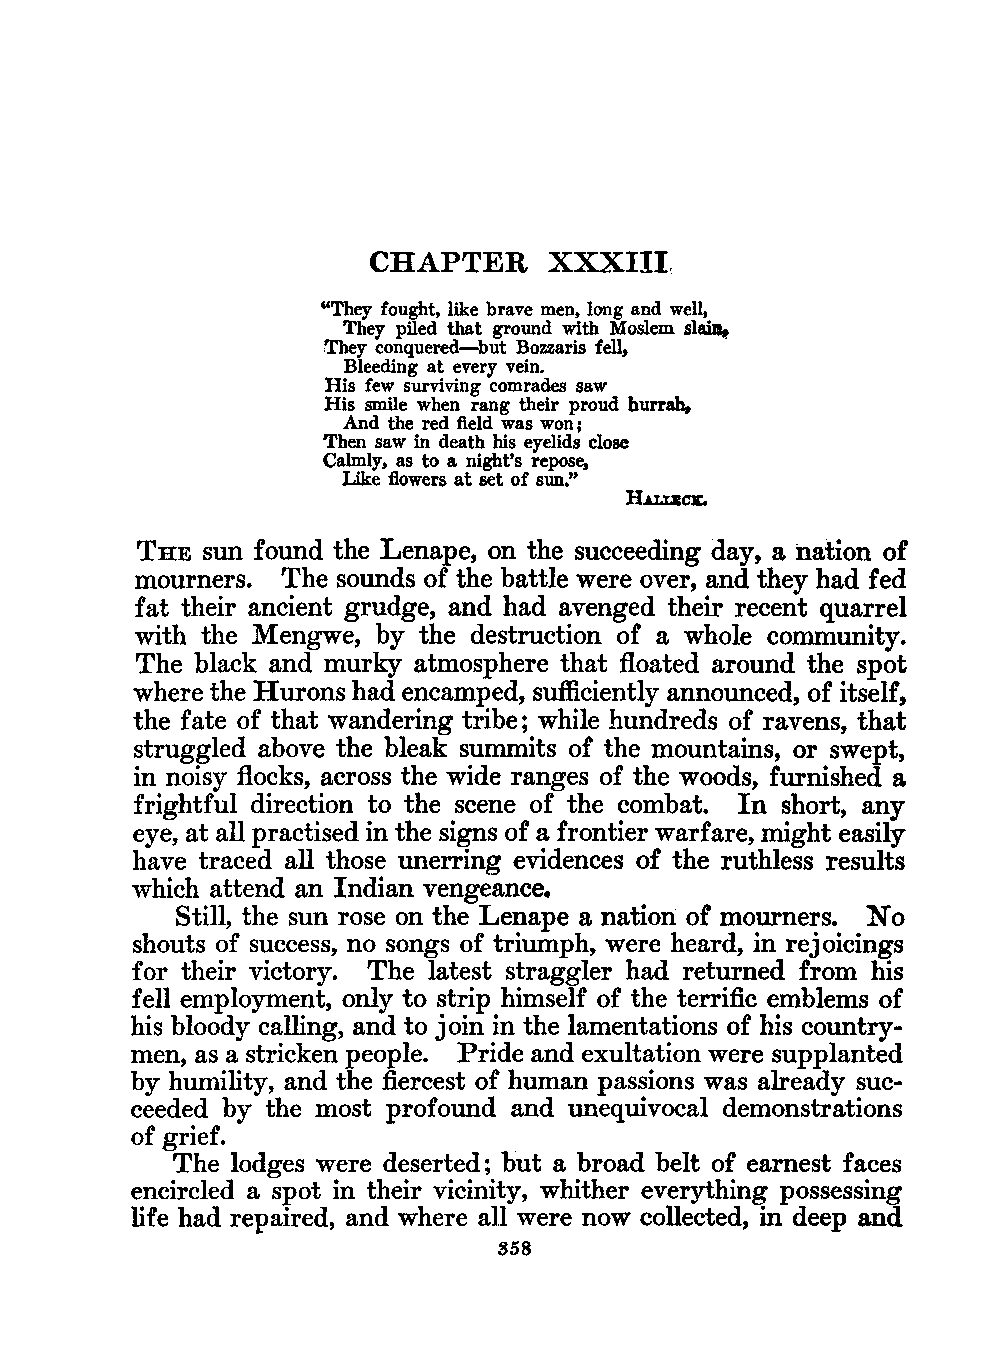 CHAPTER XXXIII
“They fought, like brave men, long and well,
They piled that ground with Moslem slain,
They conquered—but Bozzaris fell,
Bleeding at every vein.
His few surviving comrades saw
His smile when rang their proud hurrah,
And the red field was won;
Then saw in death his eyelids close
Calmly, as to a night's repose,
Like flowers at set of sun.”
HALLECK.
THE sun found the Lenape, on the succeeding day, a nation of
mourners. The sounds of the battle were over, and they had fed
fat their ancient grudge, and had avenged their recent quarrel
with the Mengwe, by the destruction of a whole community.
The black and murky atmosphere that floated around the spot
where the Hurons had encamped, sufficiently announced, of itself,
the fate of that wandering tribe; while hundreds of ravens, that
struggled above the bleak summits of the mountains, or swept,
in noisy flocks, across the wide ranges of the woods, furnished a
frightful direction to the scene of the combat. In short, any
eye, at all practised in the signs of a frontier warfare, might easily
have traced all those unerring evidences of the ruthless results
which attend an Indian vengeance.
Still, the sun rose on the Lenape a nation of mourners. No
shouts of success, no songs of triumph, were heard, in rejoicings
for their victory. The latest straggler had returned from his
fell employment, only to strip himself of the terrific emblems of
his bloody calling, and to join in the lamentations of his country-
men, as a stricken people. Pride and exultation were supplanted
by humility, and the fiercest of human passions was already suc-
ceeded by the most profound and unequivocal demonstrations
of grief.
The lodges were deserted; but a broad belt of earnest faces
encircled a spot in their vicinity, whither everything possessing
life had repaired, and where all were now collected, in deep and
358